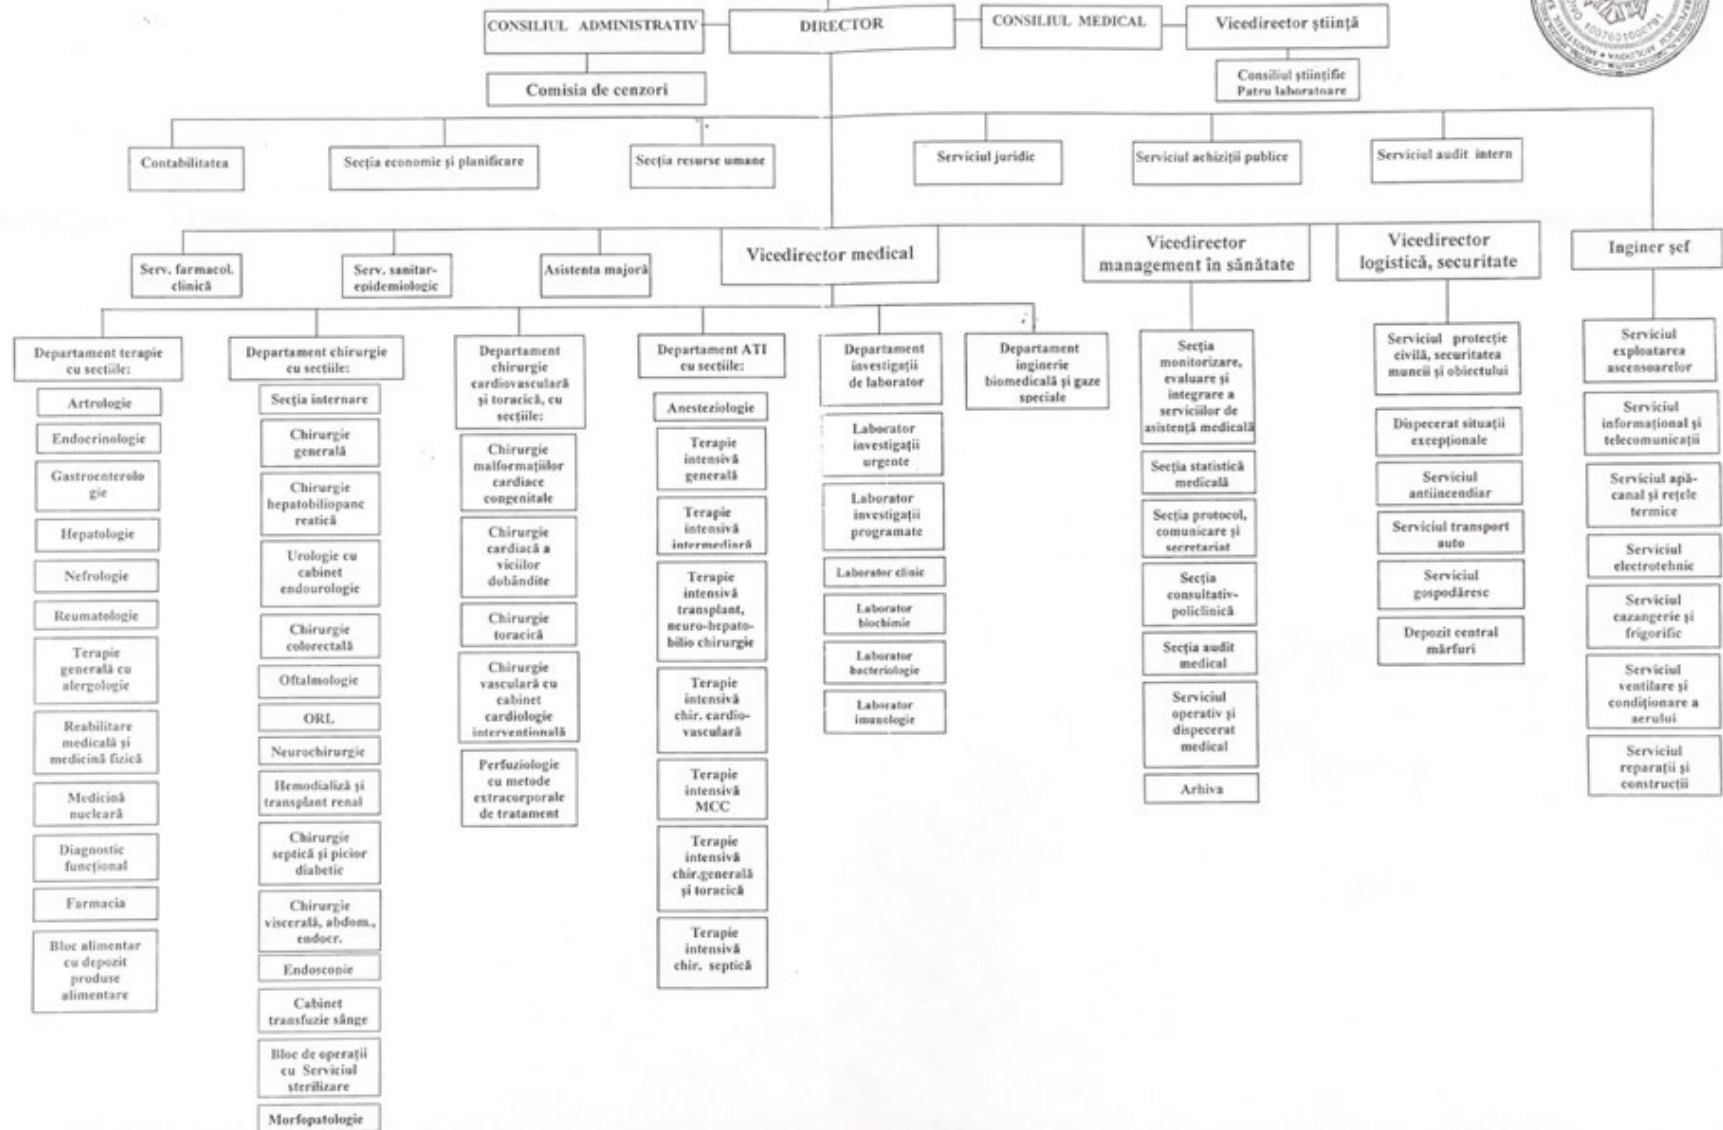 CONSILIUL ADMINISTRATIV
DIRECTOR
CONSILIUL MEDICAL
Vicedirector știință
Comisia de cenzori
Consiliul științific
Patru laboratoare
Contabilitatea
Secția economie și planificare
Secția resurse umane
Serviciul juridic
Serviciul achiziții publice
Serviciul audit intern
Serv. farmacol.
clinică
Serv. sanitar-
epidemiologic
Asistenta majoră
Vicedirector medical
Vicedirector
management în sănătate
Vicedirector
logistică, securitate
Inginer șef
Departament terapie
cu secțiile:
Artrologie
Endocrinologie
Gastroenterolo
gie
Hepatologie
Nefrologie
Reumatologie
Terapie
generală cu
alergologie
Reabilitare
medicală și
medicină fizică
Medicină
nucleară
Diagnostic
funcțional
Farmacia
Bloc alimentar
cu depozit
produse
alimentare
Departament chirurgie
cu secțiile:
Secția internare
Chirurgie
generală
Chirurgie
hepatobiliopanc
reatică
Urologie cu
cabinet
endourologie
Chirurgie
colorectală
Oftalmologie
ORL
Neurochirurgie
Hemodializă și
transplant renal
Chirurgie
septică și picior
diabetic
Chirurgie
viscerală, abdom.,
endocr.
Endoscopie
Cabinet
transfuzie sânge
Bloc de operații
cu Serviciul
sterilizare
Morfopatologie
Departament
chirurgie
cardiovasculară
și toracică, cu
secțiile:
Chirurgie
malformațiilor
cardiace
congenitale
Chirurgie
cardiacă a
viciilor
dobândite
Chirurgie
toracică
Chirurgie
vasculară cu
cabinet
cardiologie
intervențională
Perfuziologie
cu metode
extracorporale
de tratament
Departament ATI
cu secțiile:
Anesteziologie
Terapie
intensivă
generală
Terapie
intensivă
intermediară
Terapie
intensivă
transplant,
neuro-hepato-
bilio chirurgie
Terapie
intensivă
chir. cardio-
vasculară
Terapie
intensivă
MCC
Terapie
intensivă
chir.generală
și toracică
Terapie
intensivă
chir. septică
Departament
investigații
de laborator
Laborator
investigații
urgente
Laborator
investigații
programate
Laborator clinic
Laborator
biochimie
Laborator
bacteriologie
Laborator
imunologie
Departament
inginerie
biomedicală și gaze
speciale
Secția
monitorizare,
evaluare și
integrare a
serviciilor de
asistență medicală
Secția statistică
medicală
Secția protocol,
comunicare și
secretariat
Secția
consultativ-
policlinică
Secția audit
medical
Serviciul
operativ și
dispecerat
medical
Arhiva
Serviciul protecție
civilă, securitatea
muncii și obiectului
Dispecerat situații
excepționale
Serviciul
antiincendiar
Serviciul transport
auto
Serviciul
gospodăresc
Depozit central
mărfuri
Serviciul
exploatarea
ascensoarelor
Serviciul
informațional și
telecomunicații
Serviciul apă-
canal și rețele
termice
Serviciul
electrotehnic
Serviciul
cazangerie și
frigorific
Serviciul
ventilare și
condiționare a
aerului
Serviciul
reparații și
construcții